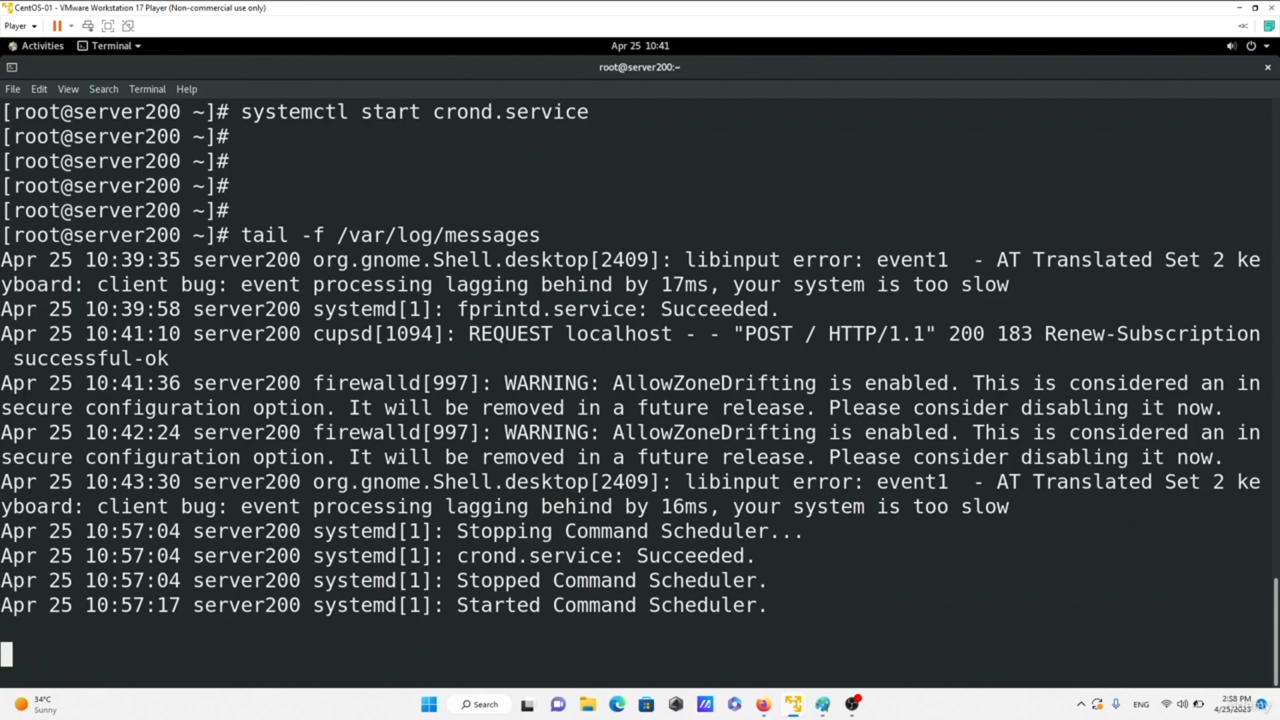 CentOS-01 - VMware Workstation 17 Player (Non-commercial use only)
Player
Activities Terminal Apr 25 10:41
root@server200:~
File Edit View Search Terminal Help
[root@server200 ~]# systemctl start crond.service
[root@server200 ~]#
[root@server200 ~]#
[root@server200 ~]#
[root@server200 ~]#
[root@server200 ~]# tail -f /var/log/messages
Apr 25 10:39:35 server200 org.gnome.Shell.desktop[2409]: libinput error: event1  - AT Translated Set 2 ke
yboard: client bug: event processing lagging behind by 17ms, your system is too slow
Apr 25 10:39:58 server200 systemd[1]: fprintd.service: Succeeded.
Apr 25 10:41:10 server200 cupsd[1094]: REQUEST localhost - - "POST / HTTP/1.1" 200 183 Renew-Subscription
 successful-ok
Apr 25 10:41:36 server200 firewalld[997]: WARNING: AllowZoneDrifting is enabled. This is considered an in
secure configuration option. It will be removed in a future release. Please consider disabling it now.
Apr 25 10:42:24 server200 firewalld[997]: WARNING: AllowZoneDrifting is enabled. This is considered an in
secure configuration option. It will be removed in a future release. Please consider disabling it now.
Apr 25 10:43:30 server200 org.gnome.Shell.desktop[2409]: libinput error: event1  - AT Translated Set 2 ke
yboard: client bug: event processing lagging behind by 16ms, your system is too slow
Apr 25 10:57:04 server200 systemd[1]: Stopping Command Scheduler...
Apr 25 10:57:04 server200 systemd[1]: crond.service: Succeeded.
Apr 25 10:57:04 server200 systemd[1]: Stopped Command Scheduler.
Apr 25 10:57:17 server200 systemd[1]: Started Command Scheduler.
34°C
Sunny
Search
ENG
2:58 PM
4/25/2023